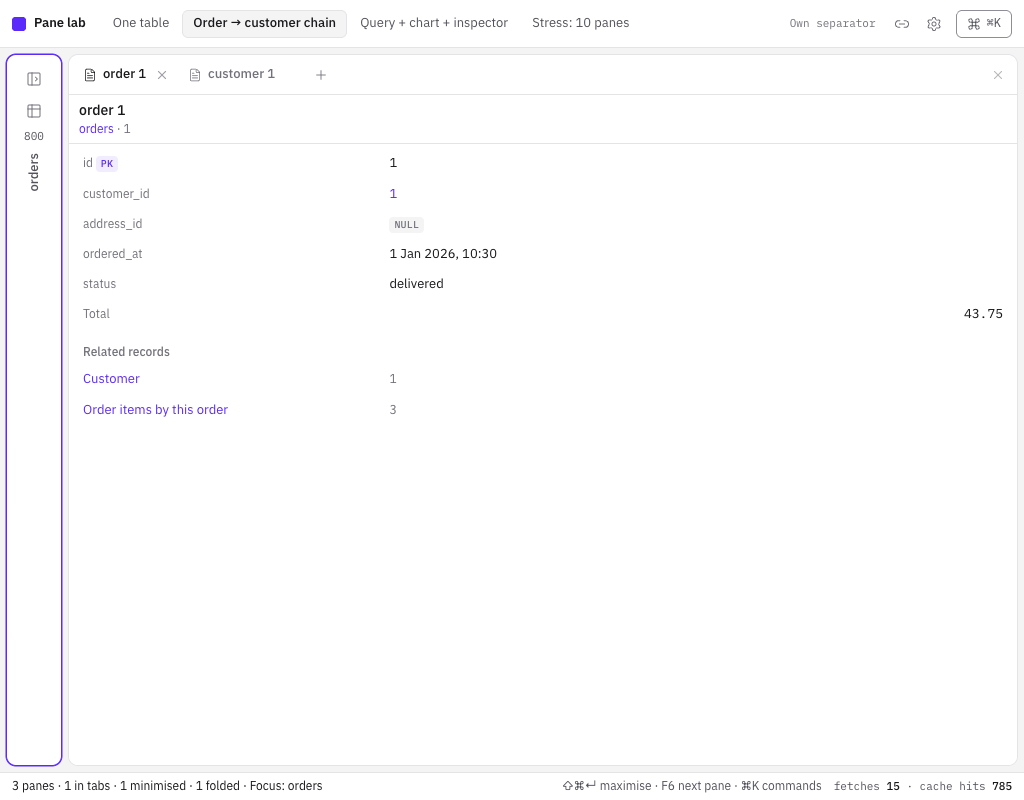 Pane lab One table Order → customer chain Query + chart + inspector Stress: 10 panes Own separator ⌘ ⌘K
order 1 customer 1
order 1
orders · 1
800
orders
id PK 1
customer_id 1
address_id NULL
ordered_at 1 Jan 2026, 10:30
status delivered
Total 43.75
Related records
Customer 1
Order items by this order 3
3 panes · 1 in tabs · 1 minimised · 1 folded · Focus: orders ⇧⌘↵ maximise · F6 next pane · ⌘K commands fetches 15 · cache hits 785